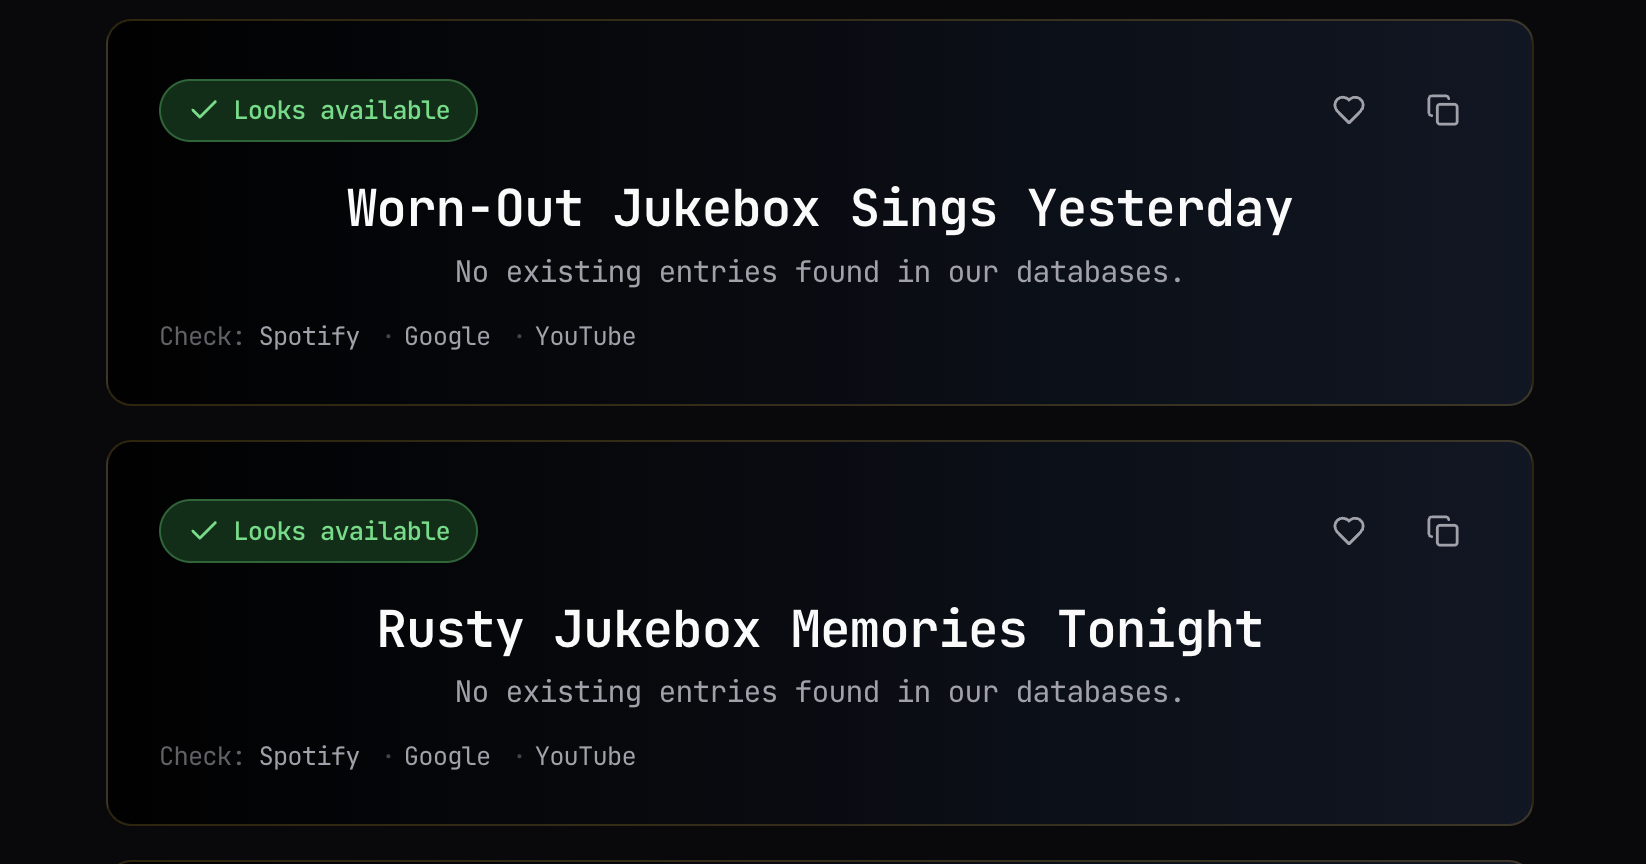 Looks available
Worn-Out Jukebox Sings Yesterday
No existing entries found in our databases.
Check: Spotify · Google · YouTube
Looks available
Rusty Jukebox Memories Tonight
No existing entries found in our databases.
Check: Spotify · Google · YouTube